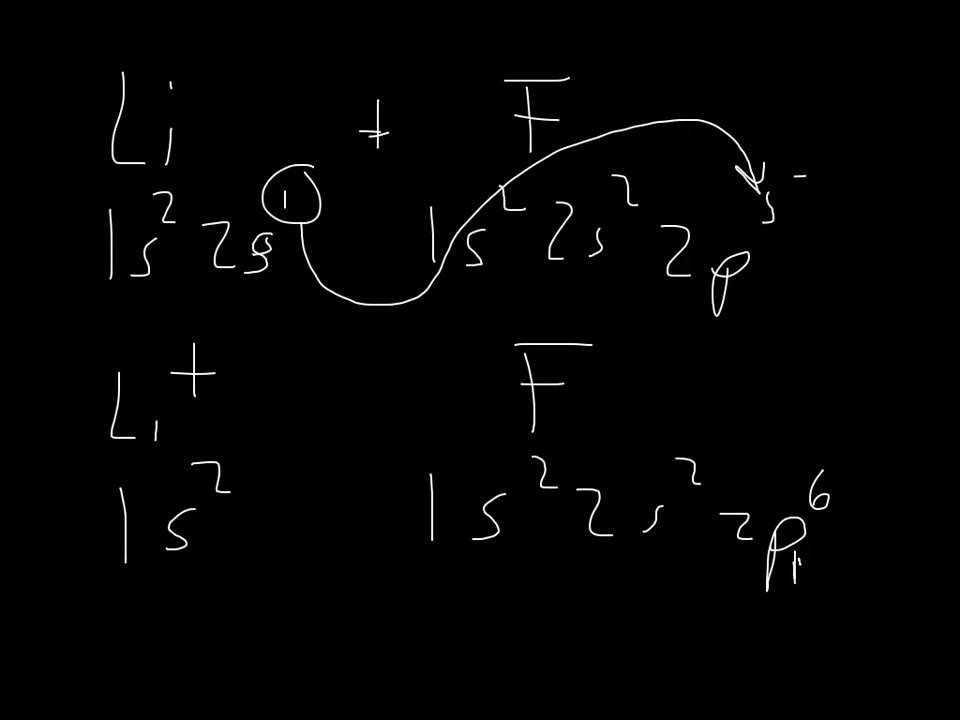 Li + F
1s² 2s¹ 1s² 2s² 2p⁵
Li⁺ F
1s² 1s² 2s² 2p⁶